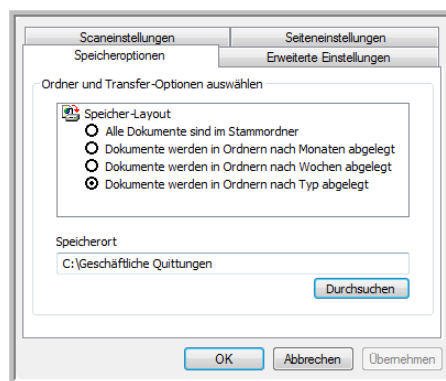 Scaneinstellungen
Seiteneinstellungen
Speicheroptionen
Erweiterte Einstellungen
Ordner und Transfer-Optionen auswählen
Speicher-Layout
Alle Dokumente sind im Stammordner
Dokumente werden in Ordnern nach Monaten abgelegt
Dokumente werden in Ordnern nach Wochen abgelegt
Dokumente werden in Ordnern nach Typ abgelegt
Speicherort
C:\Geschäftliche Quittungen
Durchsuchen
OK
Abbrechen
Übernehmen